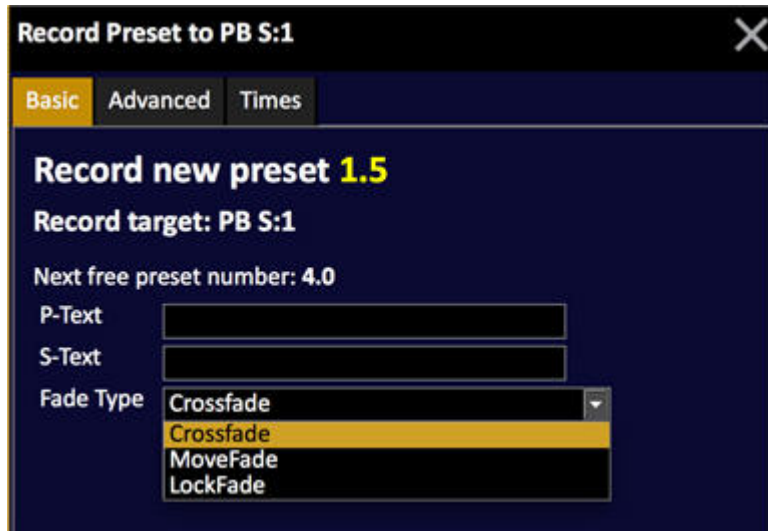 Record Preset to PB S:1
Basic Advanced Times
Record new preset 1.5
Record target: PB S:1
Next free preset number: 4.0
P-Text
S-Text
Fade Type Crossfade
Crossfade
MoveFade
LockFade